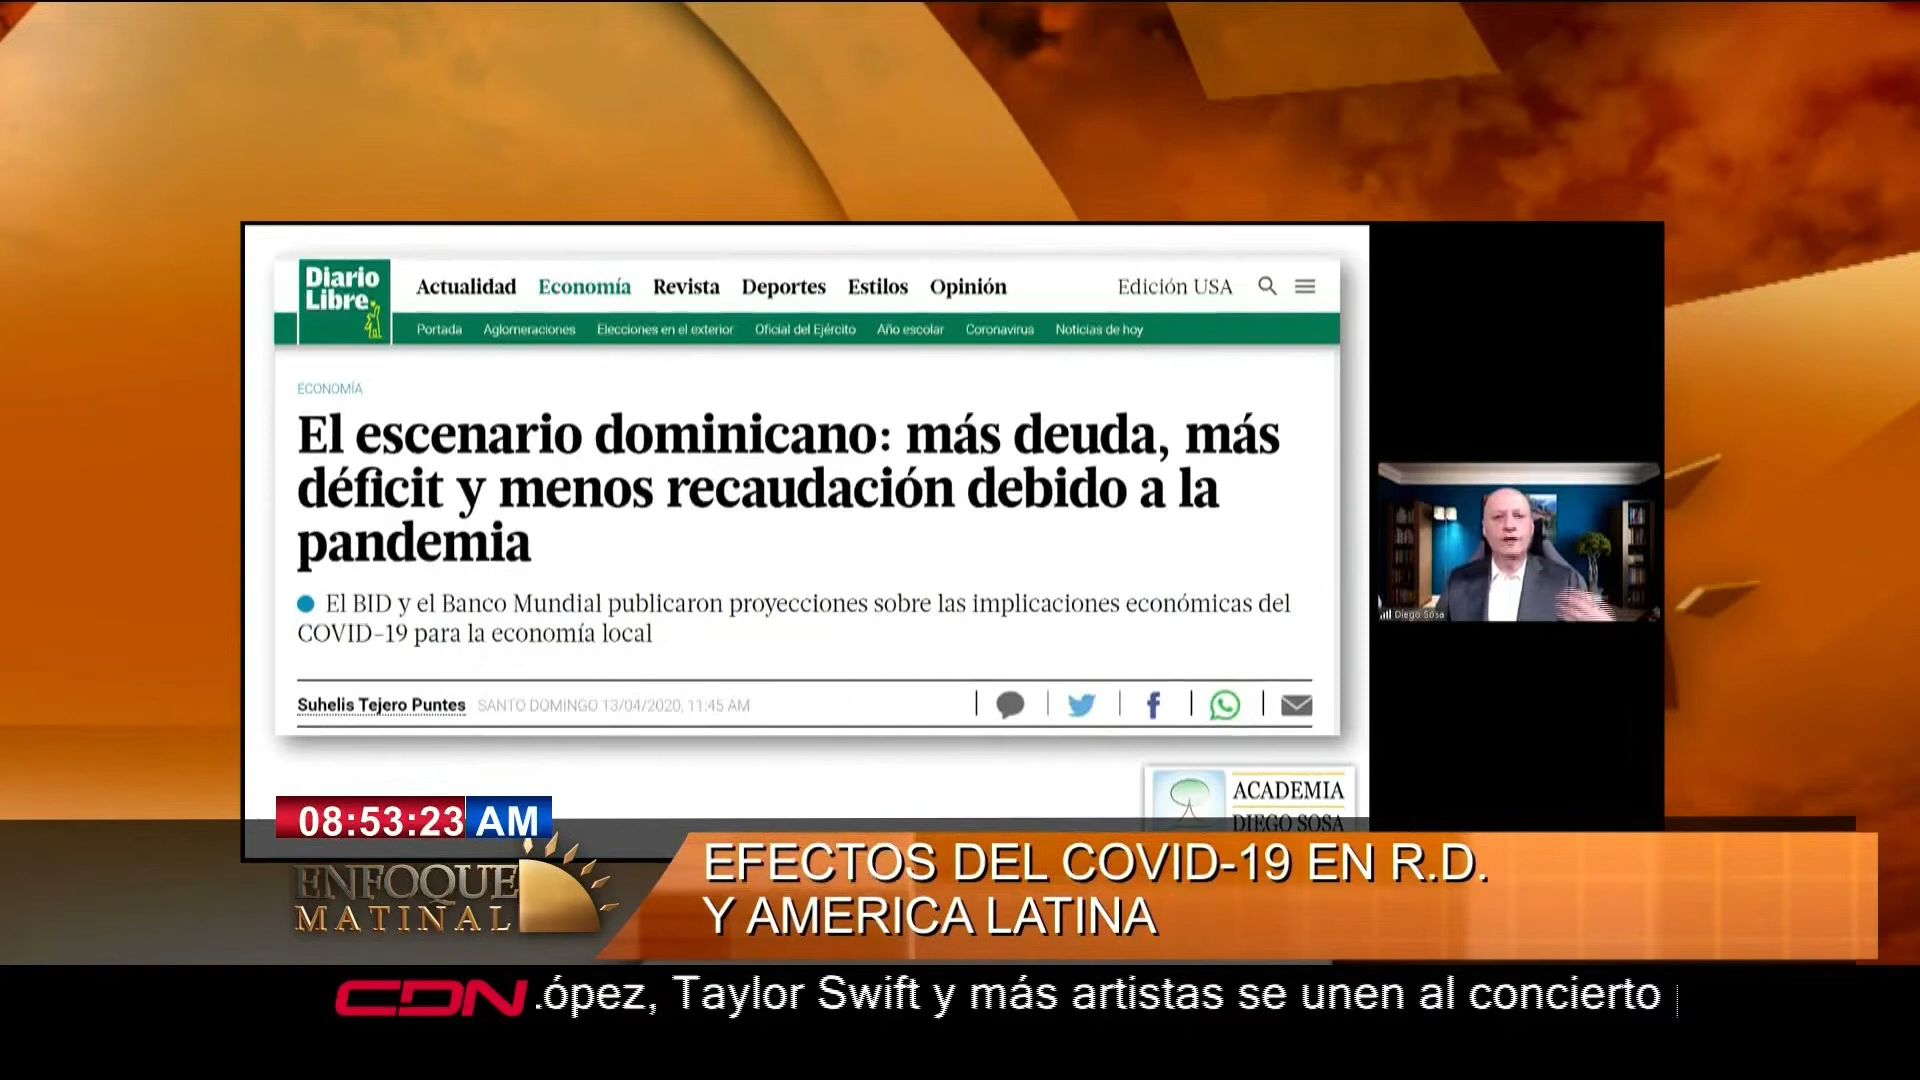 Diario
Libre
Actualidad Economía Revista Deportes Estilos Opinión Edición USA
Portada Aglomeraciones Elecciones en el exterior Oficial del Ejército Año escolar Coronavirus Noticias de hoy
ECONOMÍA
El escenario dominicano: más deuda, más
déficit y menos recaudación debido a la
pandemia
El BID y el Banco Mundial publicaron proyecciones sobre las implicaciones económicas del
COVID-19 para la economía local
Suhelis Tejero Puntes SANTO DOMINGO 13/04/2020, 11:45 AM
Diego Sosa
ACADEMIA
DIEGO SOSA
08:53:23 AM
ENFOQUE
MATINAL
EFECTOS DEL COVID-19 EN R.D.
Y AMERICA LATINA
CDN .ópez, Taylor Swift y más artistas se unen al concierto